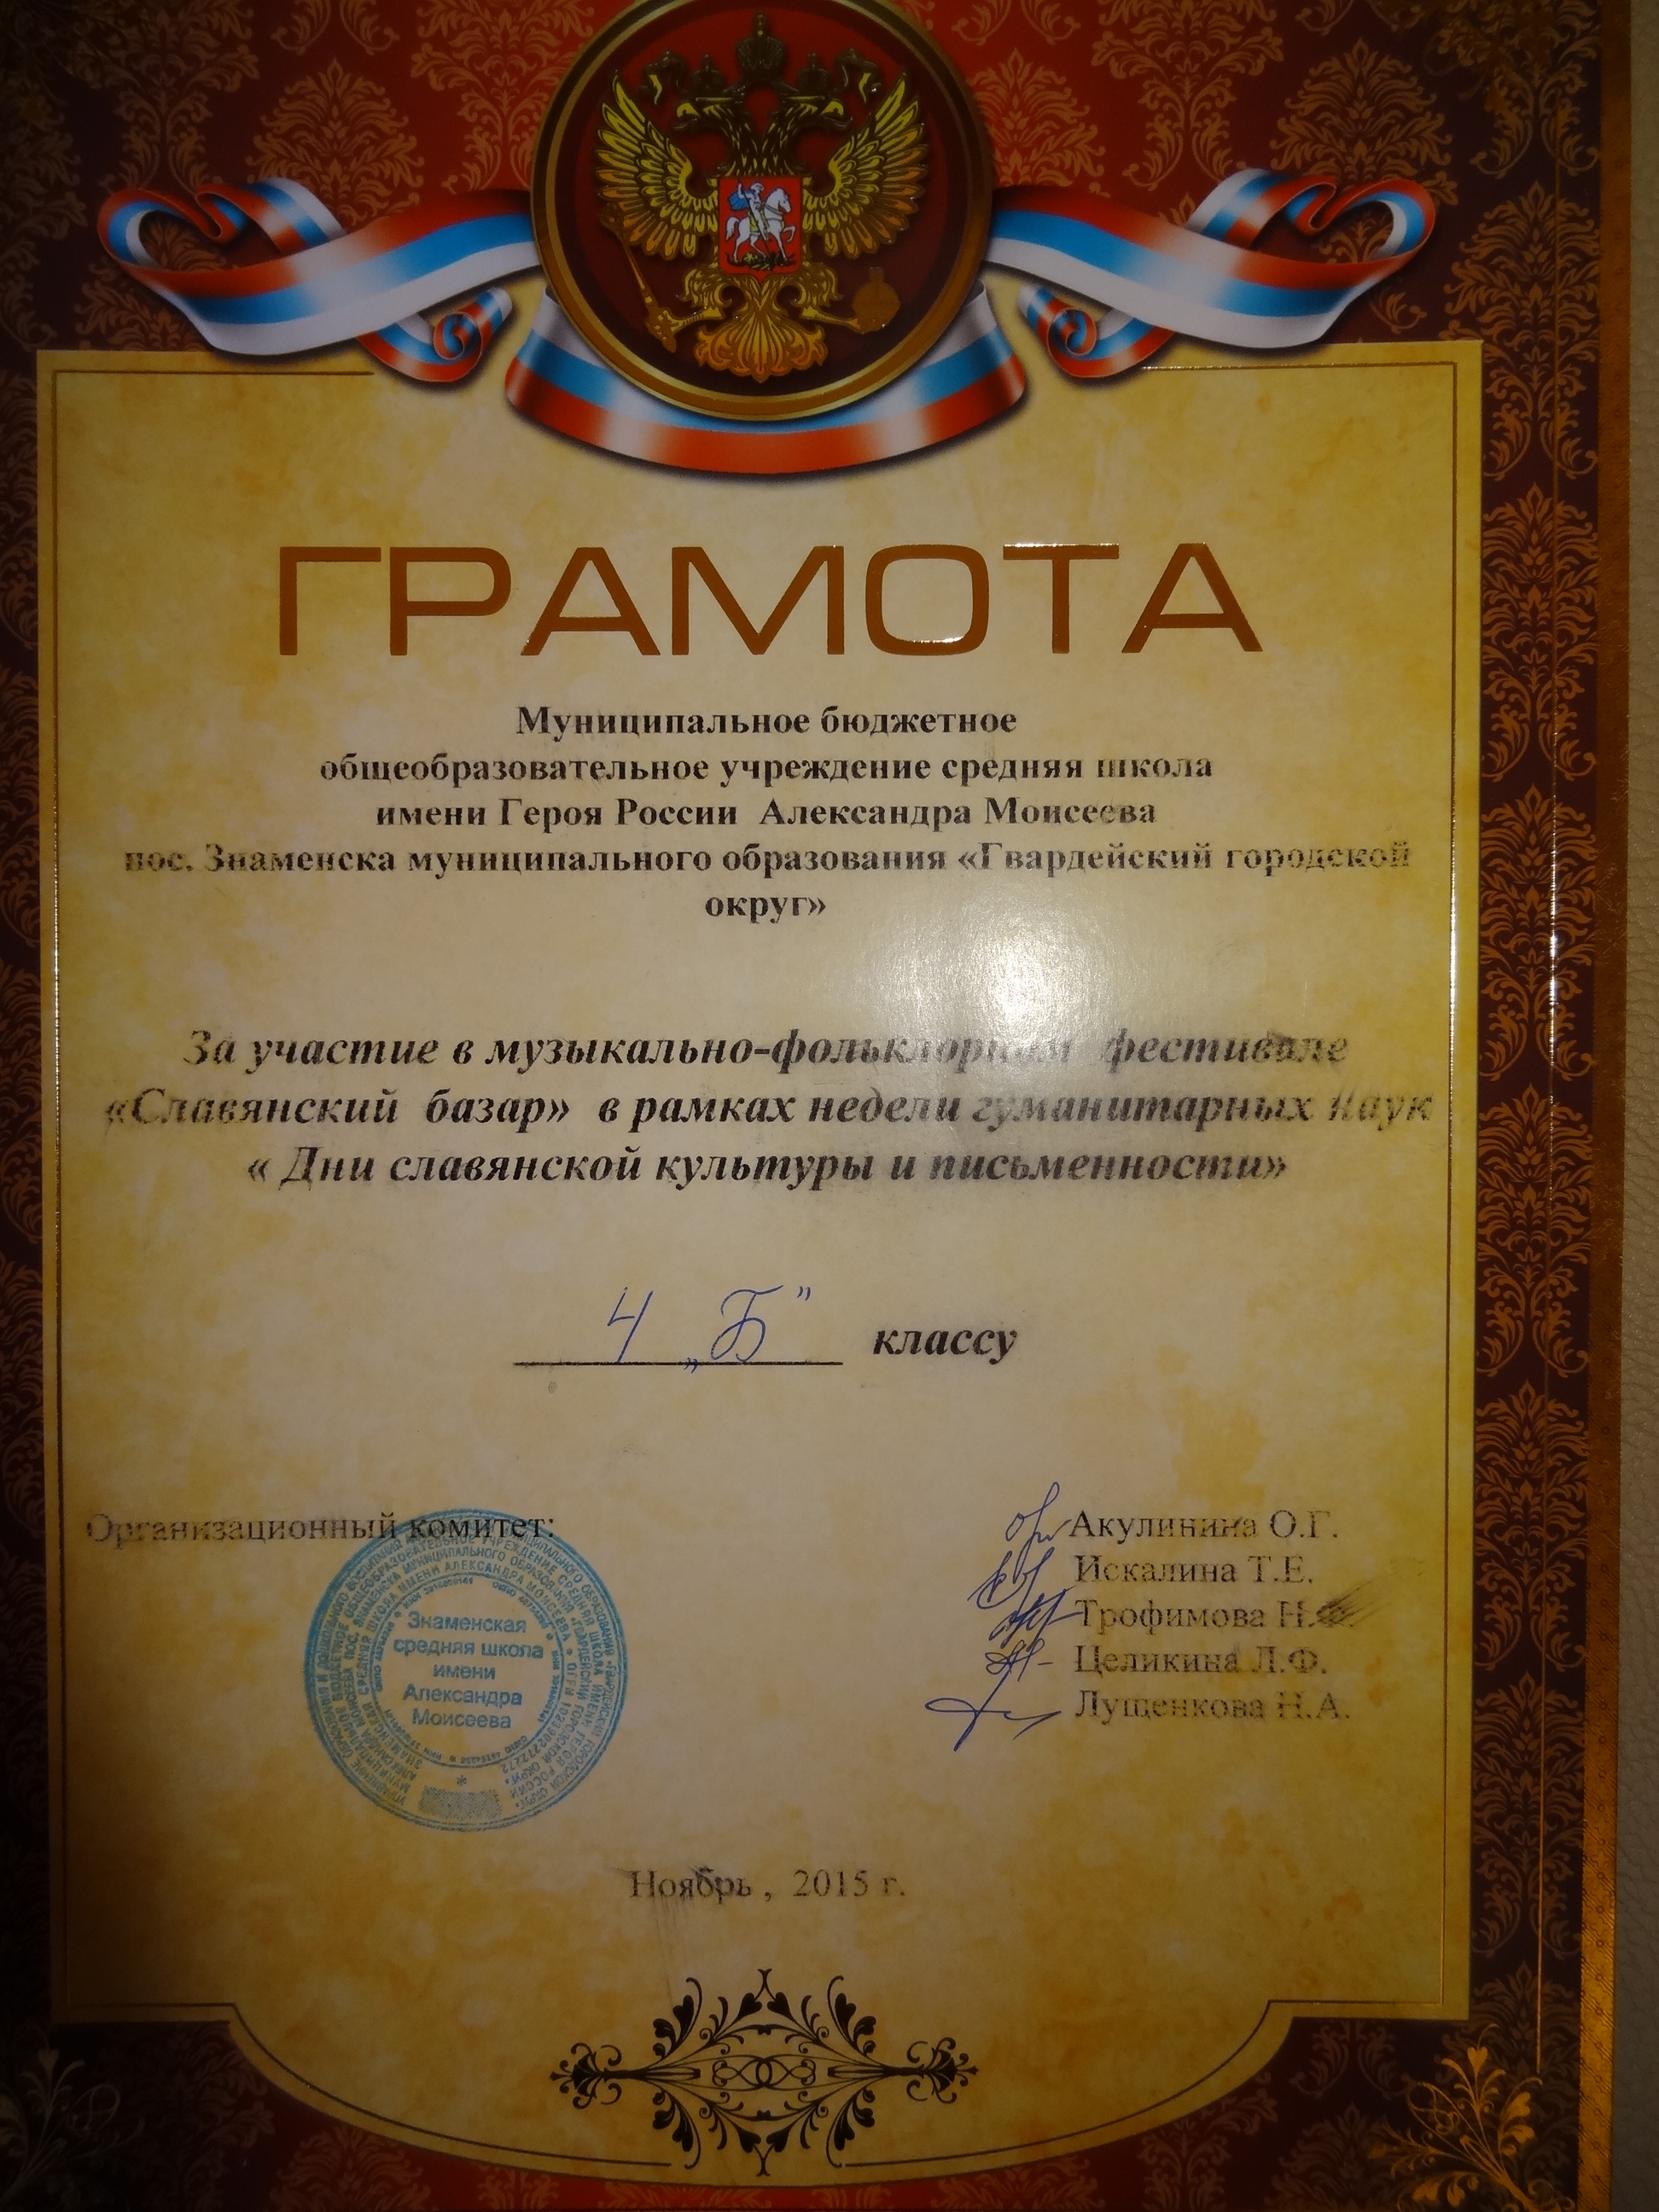 ГРАМОТА
Муниципальное бюджетное
общеобразовательное учреждение средняя школа
имени Героя России Александра Моисеева
пос. Знаменска муниципального образования «Гвардейский городской
округ»
За участие в музыкально-фольклорном фестивале
«Славянский базар» в рамках недели гуманитарных наук
« Дни славянской культуры и письменности»
4 „Б” классу
Организационный комитет:
Акулинина О.Г.
Искалина Т.Е.
Трофимова Н.
Целикина Л.Ф.
Лущенкова Н.А.
Знаменская
средняя школа
имени
Александра
Моисеева
Ноябрь , 2015 г.